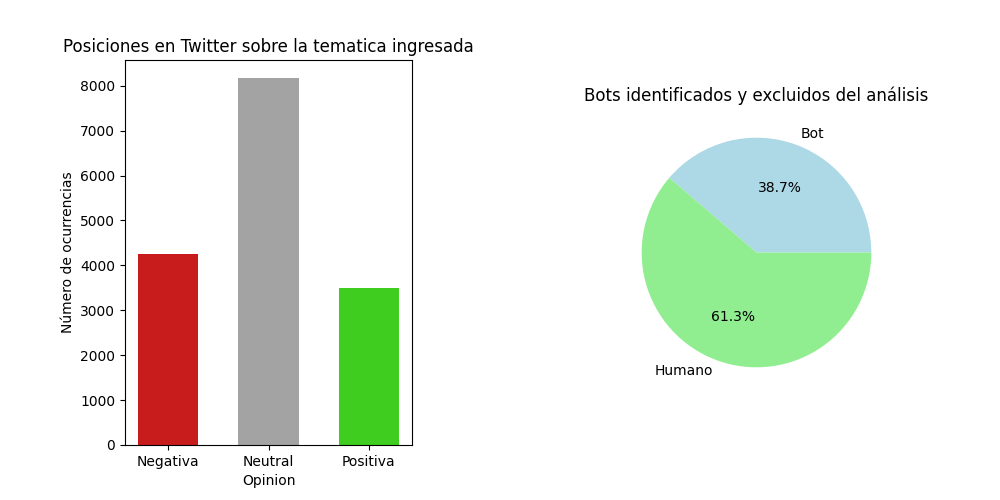 Posiciones en Twitter sobre la tematica ingresada
Número de ocurrencias
8000
7000
6000
5000
4000
3000
2000
1000
0
Negativa
Neutral
Positiva
Opinion
Bots identificados y excluidos del análisis
Bot
38.7%
61.3%
Humano